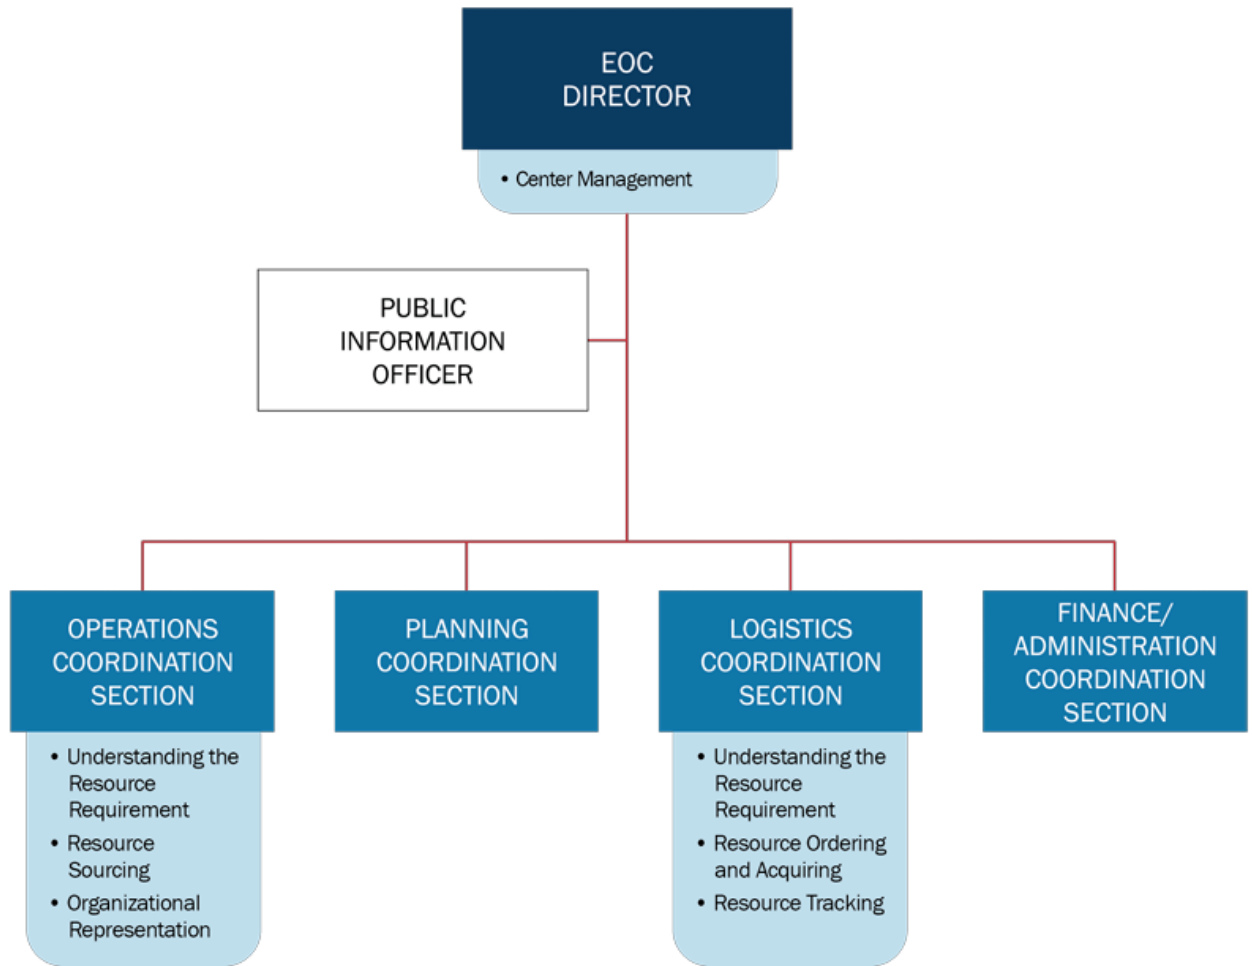 EOC
DIRECTOR
• Center Management
PUBLIC
INFORMATION
OFFICER
OPERATIONS
COORDINATION
SECTION
• Understanding the
Resource
Requirement
• Resource
Sourcing
• Organizational
Representation
PLANNING
COORDINATION
SECTION
LOGISTICS
COORDINATION
SECTION
• Understanding the
Resource
Requirement
• Resource Ordering
and Acquiring
• Resource Tracking
FINANCE/
ADMINISTRATION
COORDINATION
SECTION